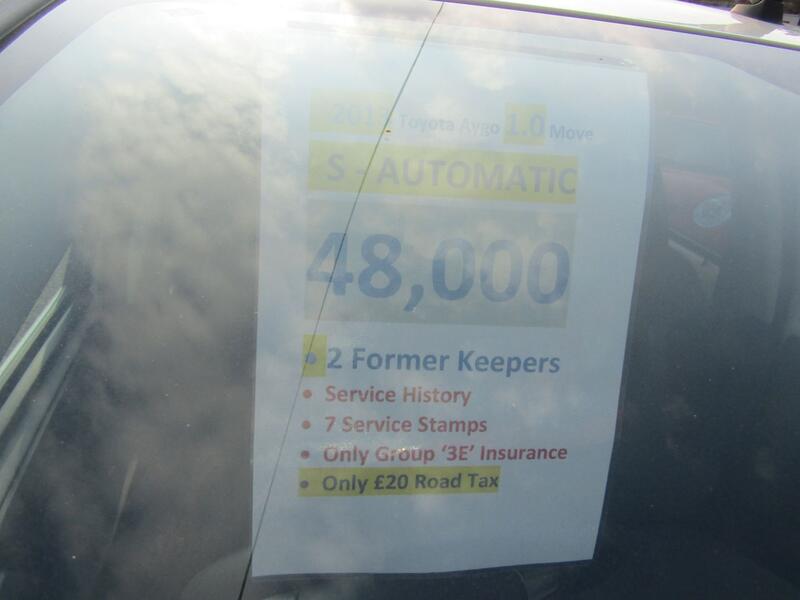 Toyota Aygo 1.0 Move
S - AUTOMATIC
48,000
• 2 Former Keepers
• Service History
• 7 Service Stamps
• Only Group ‘3E’ Insurance
• Only £20 Road Tax